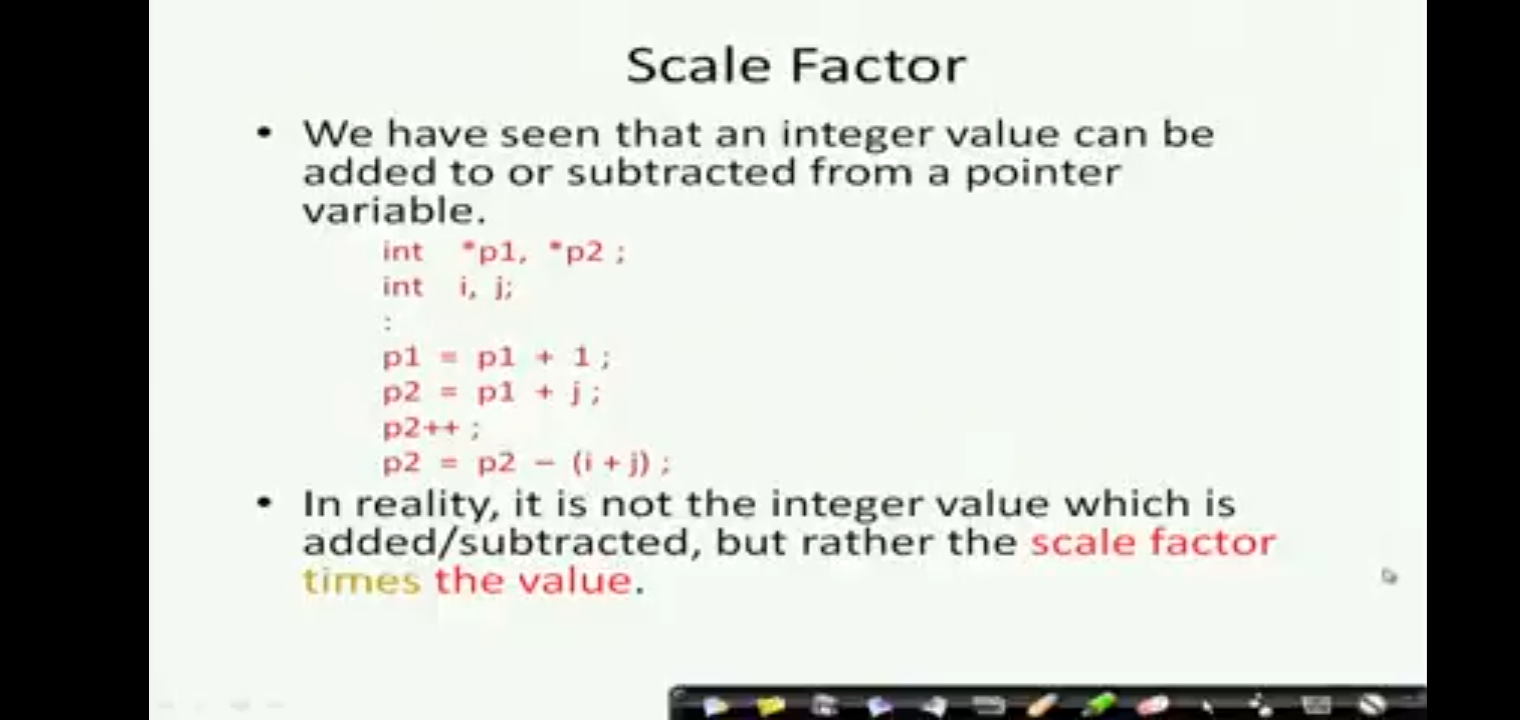 Scale Factor
• We have seen that an integer value can be
added to or subtracted from a pointer
variable.
int *p1, *p2 ;
int i, j;
:
p1 = p1 + 1 ;
p2 = p1 + j ;
p2++ ;
p2 = p2 – (i + j) ;
• In reality, it is not the integer value which is
added/subtracted, but rather the scale factor
times the value.